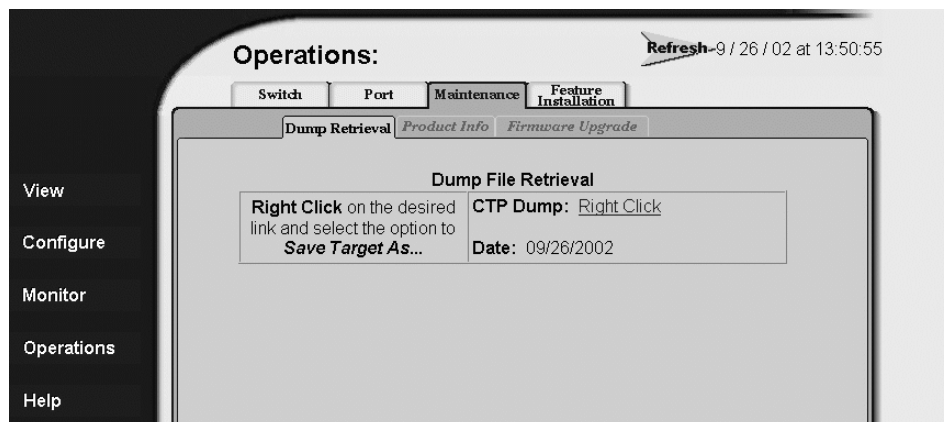 Operations:
Refresh-9 / 26 / 02 at 13:50:55
Switch
Port
Maintenance
Feature
Installation
Dump Retrieval
Product Info
Firmware Upgrade
View
Configure
Monitor
Operations
Help
Dump File Retrieval
Right Click on the desired
link and select the option to
Save Target As...
CTP Dump: Right Click
Date: 09/26/2002